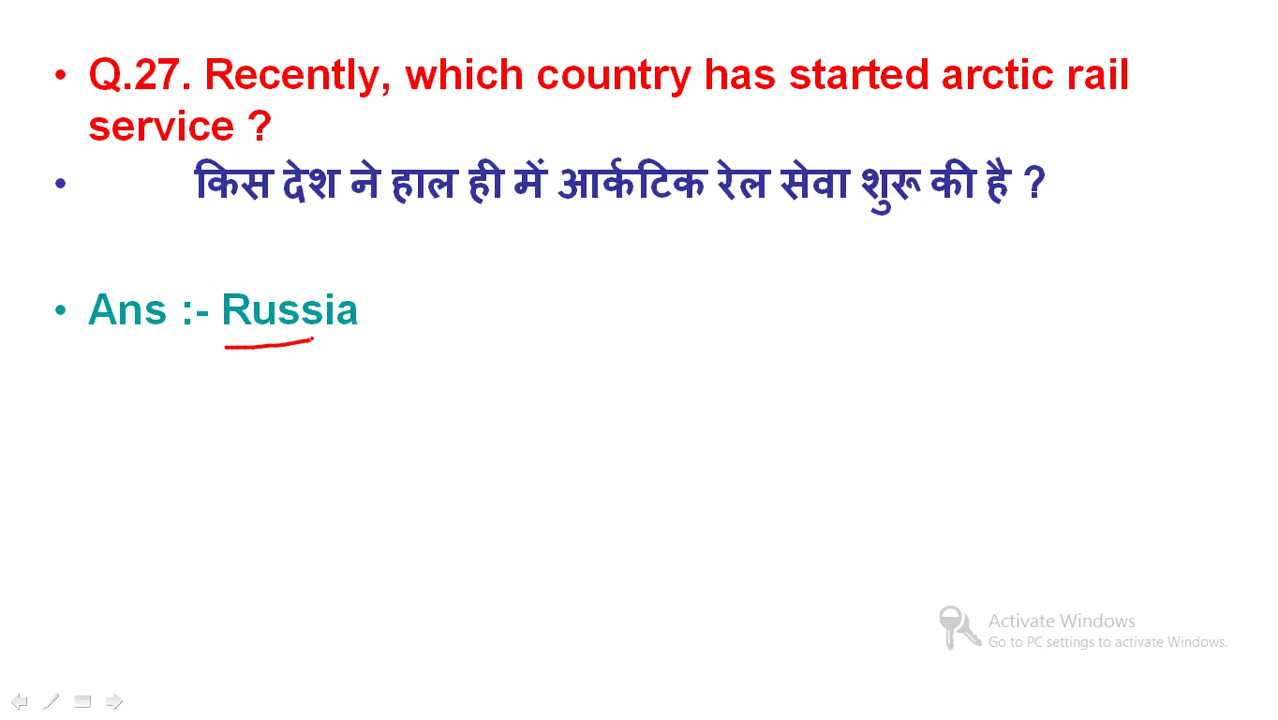 • Q.27. Recently, which country has started arctic rail
service ?
• किस देश ने हाल ही में आर्कटिक रेल सेवा शुरू की है ?
• Ans :- Russia
Activate Windows
Go to PC settings to activate Windows.